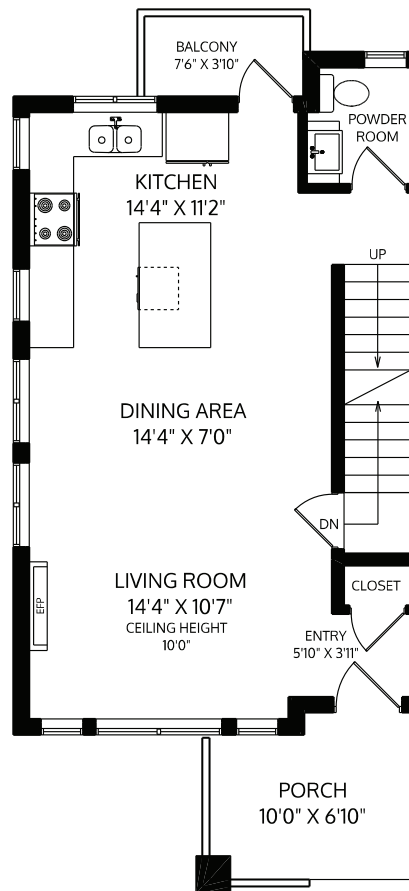 BALCONY
7'6" X 3'10"
POWDER
ROOM
KITCHEN
14'4" X 11'2"
UP
DINING AREA
14'4" X 7'0"
DN
LIVING ROOM
14'4" X 10'7"
CEILING HEIGHT
10'0"
EFP
CLOSET
ENTRY
5'10" X 3'11"
PORCH
10'0" X 6'10"